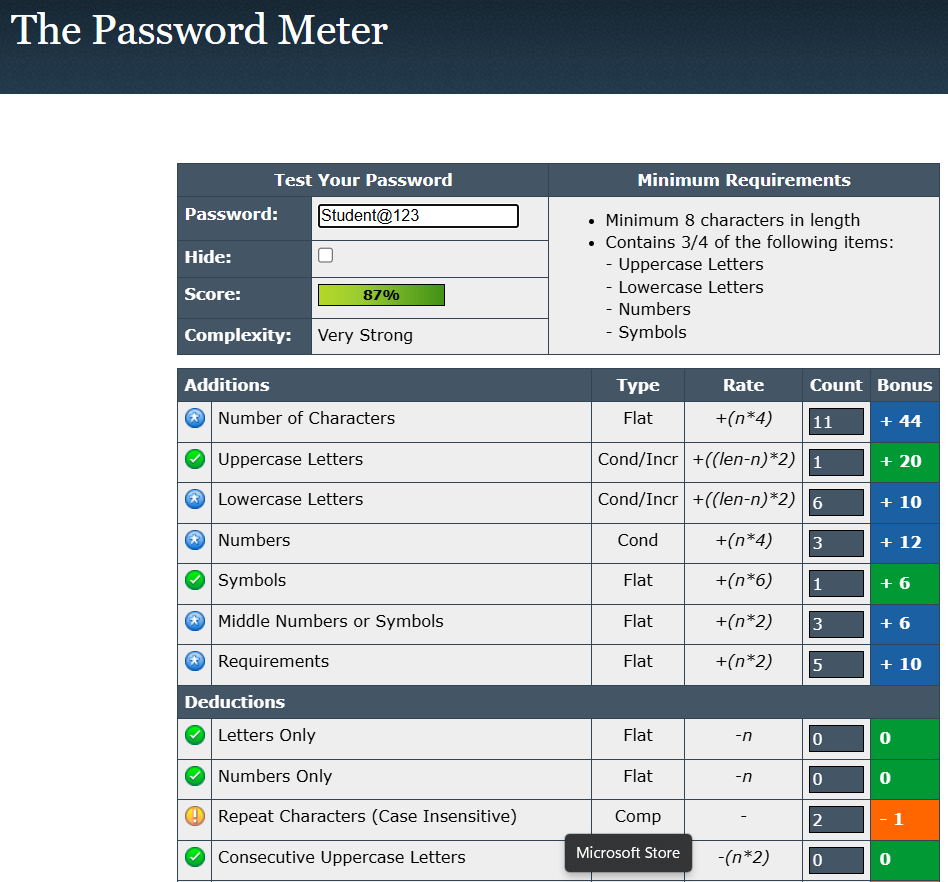 The Password Meter
Test Your Password Minimum Requirements
Password: Student@123
• Minimum 8 characters in length
• Contains 3/4 of the following items:
Hide:
- Uppercase Letters
- Lowercase Letters
Score: 87%
- Numbers
- Symbols
Complexity: Very Strong
Additions Type Rate Count Bonus
Number of Characters Flat +(n*4) 11 + 44
Uppercase Letters Cond/Incr +((len-n)*2) 1 + 20
Lowercase Letters Cond/Incr +((len-n)*2) 6 + 10
Numbers Cond +(n*4) 3 + 12
Symbols Flat +(n*6) 1 + 6
Middle Numbers or Symbols Flat +(n*2) 3 + 6
Requirements Flat +(n*2) 5 + 10
Deductions
Letters Only Flat -n 0 0
Numbers Only Flat -n 0 0
Repeat Characters (Case Insensitive) Comp - 2 - 1
Consecutive Uppercase Letters -(n*2) 0 0
Microsoft Store